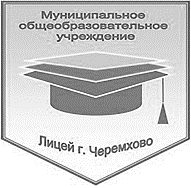 Муниципальное
общеобразовательное
учреждение
Лицей г. Черемхово